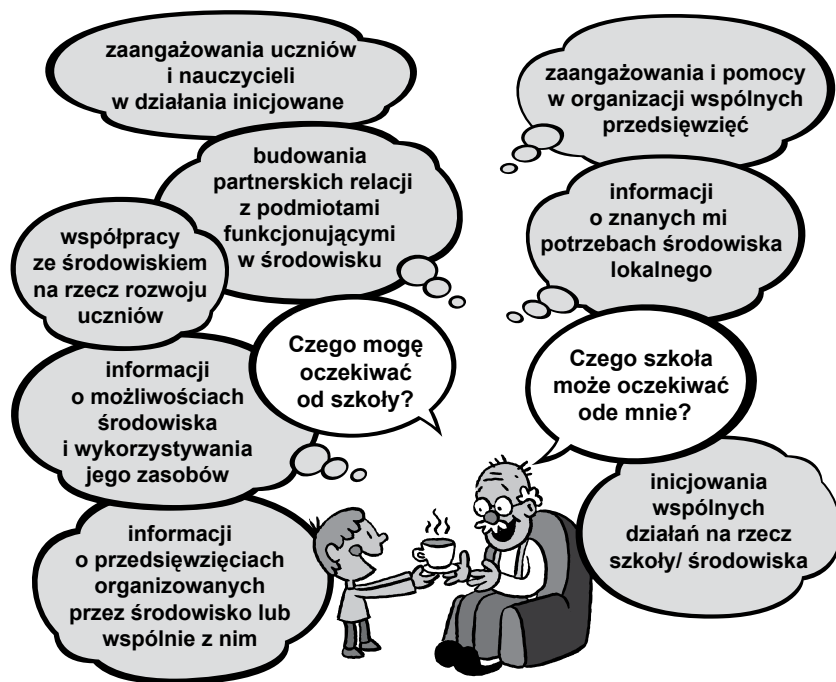 zaangażowania uczniów
i nauczycieli
w działania inicjowane
budowania
partnerskich relacji
z podmiotami
funkcjonującymi
w środowisku
współpracy
ze środowiskiem
na rzecz rozwoju
uczniów
Czego mogę
oczekiwać
od szkoły?
informacji
o możliwościach
środowiska
i wykorzystywania
jego zasobów
informacji
o przedsięwzięciach
organizowanych
przez środowisko lub
wspólnie z nim
zaangażowania i pomocy
w organizacji wspólnych
przedsięwzięć
informacji
o znanych mi
potrzebach środowiska
lokalnego
Czego szkoła
może oczekiwać
ode mnie?
inicjowania
wspólnych
działań na rzecz
szkoły/ środowiska